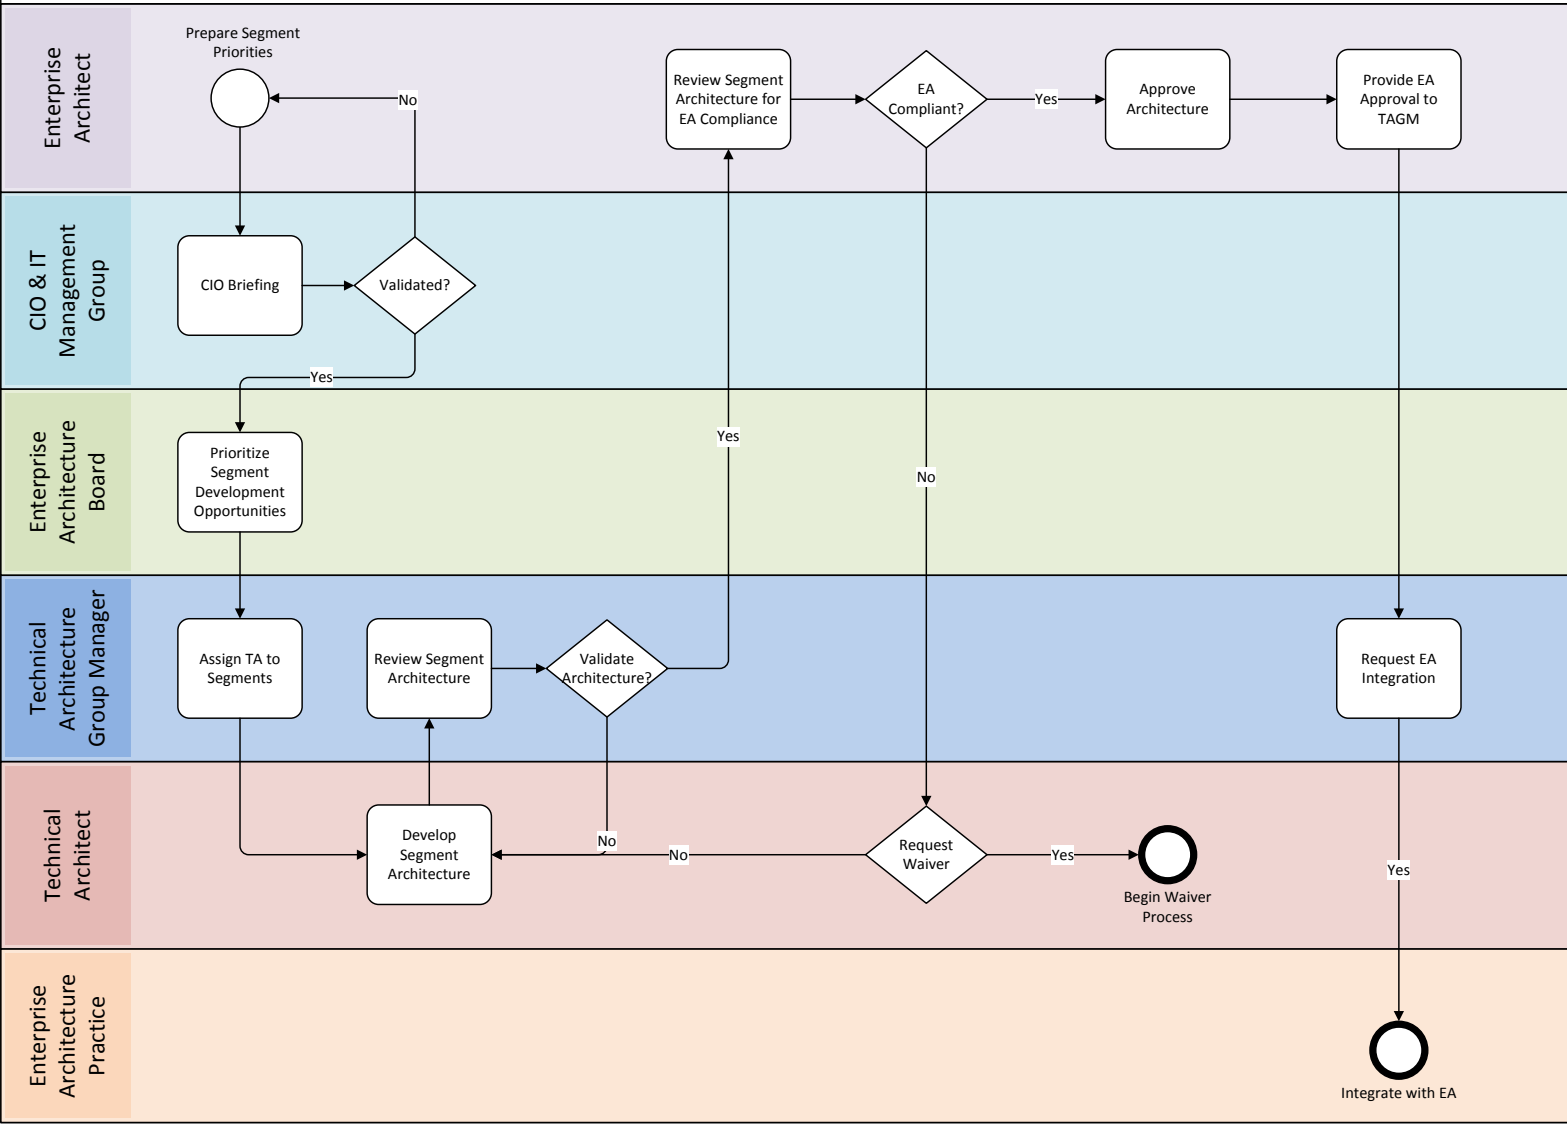 Enterprise
Architect
Prepare Segment
Priorities
No
Review Segment
Architecture for
EA Compliance
EA
Compliant?
Yes
Approve
Architecture
Provide EA
Approval to
TAGM
CIO & IT
Management
Group
CIO Briefing
Validated?
Yes
Enterprise
Architecture
Board
Prioritize
Segment
Development
Opportunities
Yes
No
Technical
Architecture
Group Manager
Assign TA to
Segments
Review Segment
Architecture
Validate
Architecture?
Request EA
Integration
Technical
Architect
Develop
Segment
Architecture
No
No
Request
Waiver
Yes
Begin Waiver
Process
Yes
Enterprise
Architecture
Practice
Integrate with EA